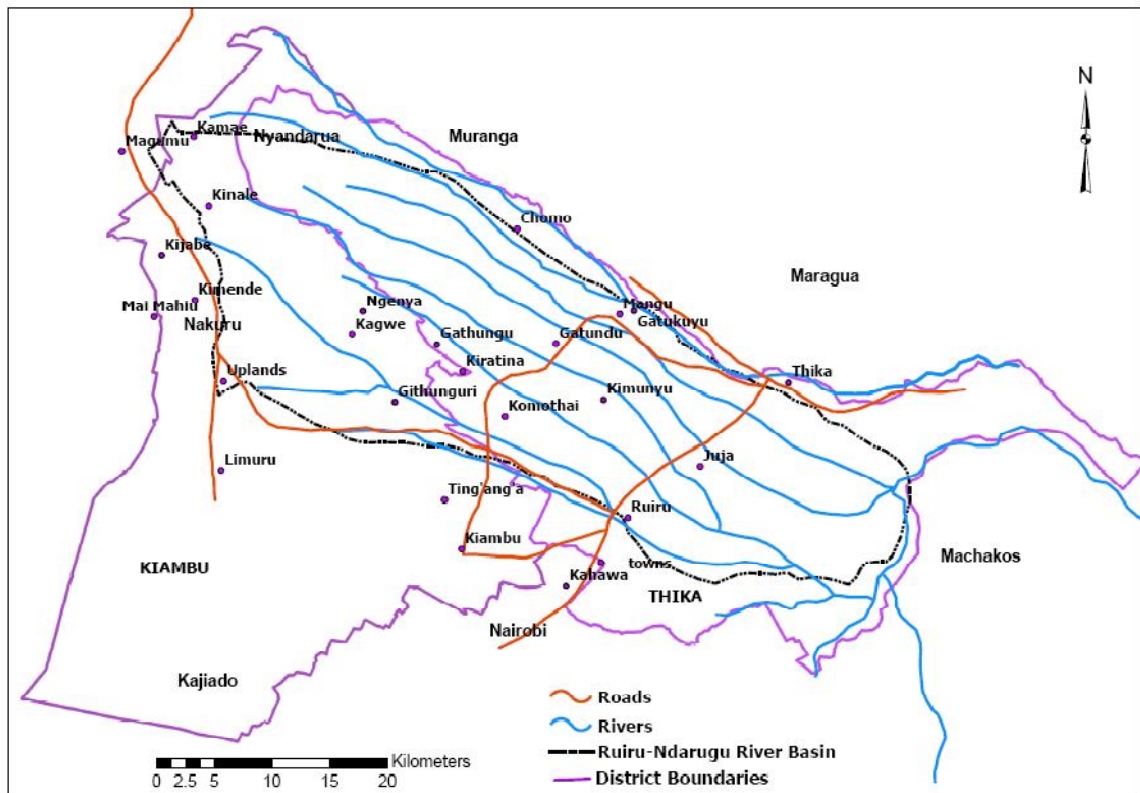 N
Kamae
Nyandarua
Muranga
Magumu
Kinale
Chomo
Kijabe
Maragua
Kimende
Mai Mahiu
Nakuru
Ngenya
Kagwe
Mangu
Gatukuyu
Gathungu
Gatundu
Kiratina
Uplands
Thika
Githunguri
Kimunyu
Komothai
Limuru
Juja
Ting'ang'a
Ruiru
Kiambu
KIAMBU
towns
Machakos
Kahawa
THIKA
Nairobi
Kajiado
Roads
Rivers
Ruiru-Ndarugu River Basin
District Boundaries
Kilometers
0 2.5 5 10 15 20